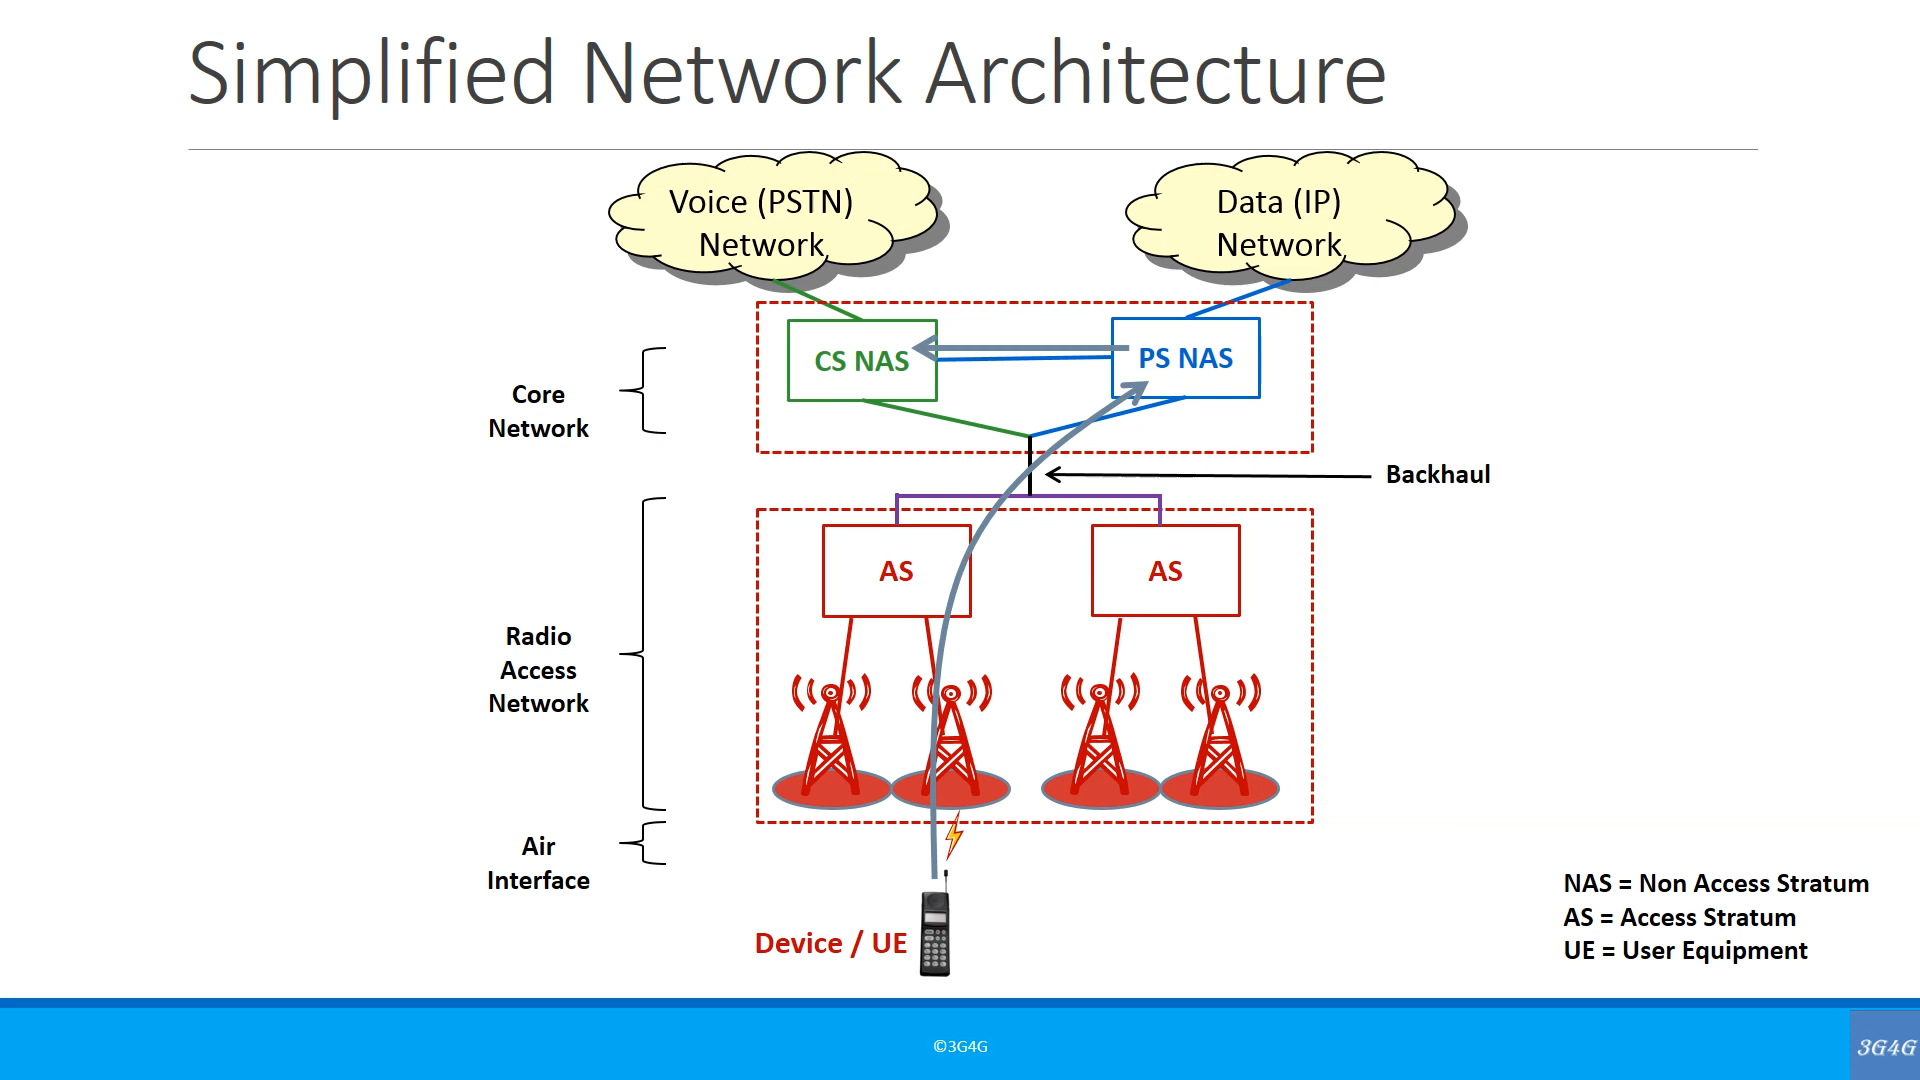 Simplified Network Architecture
Voice (PSTN)
Network
Data (IP)
Network
CS NAS
PS NAS
Core
Network
Backhaul
AS
AS
Radio
Access
Network
Air
Interface
Device / UE
NAS = Non Access Stratum
AS = Access Stratum
UE = User Equipment
©3G4G
3G4G